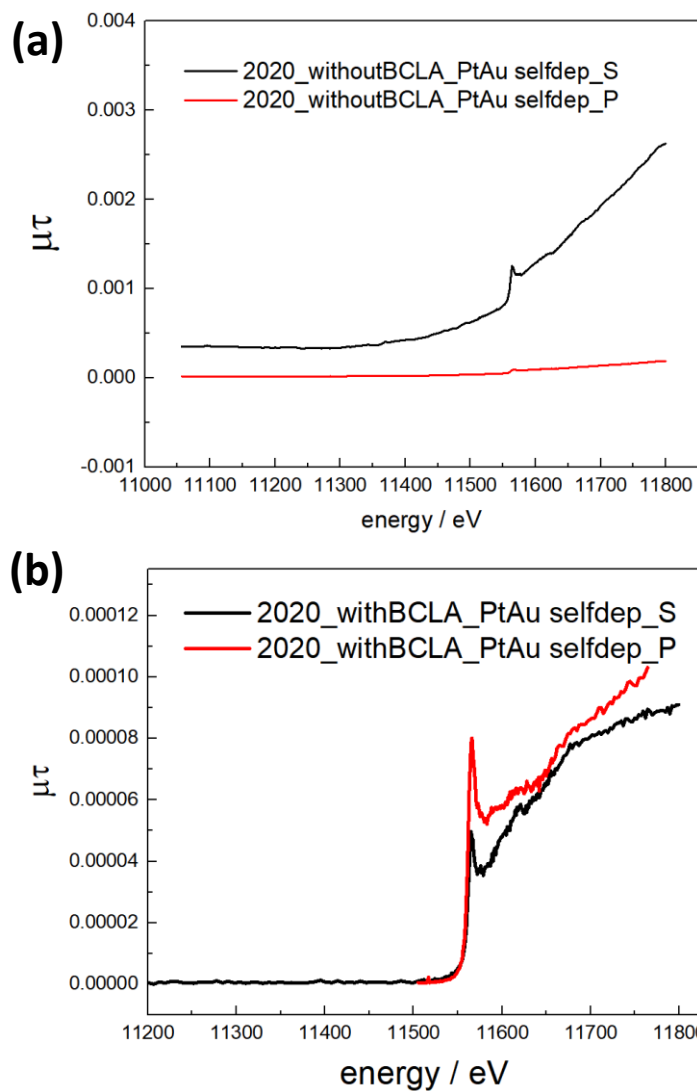 (a)
0.004
2020_withoutBCLA_PtAu selfdep_S
2020_withoutBCLA_PtAu selfdep_P
0.003
0.002
μτ
0.001
0.000
-0.001
11000 11100 11200 11300 11400 11500 11600 11700 11800
energy / eV
(b)
0.00012
2020_withBCLA_PtAu selfdep_S
2020_withBCLA_PtAu selfdep_P
0.00010
0.00008
μτ
0.00006
0.00004
0.00002
0.00000
11200 11300 11400 11500 11600 11700 1180
energy / eV